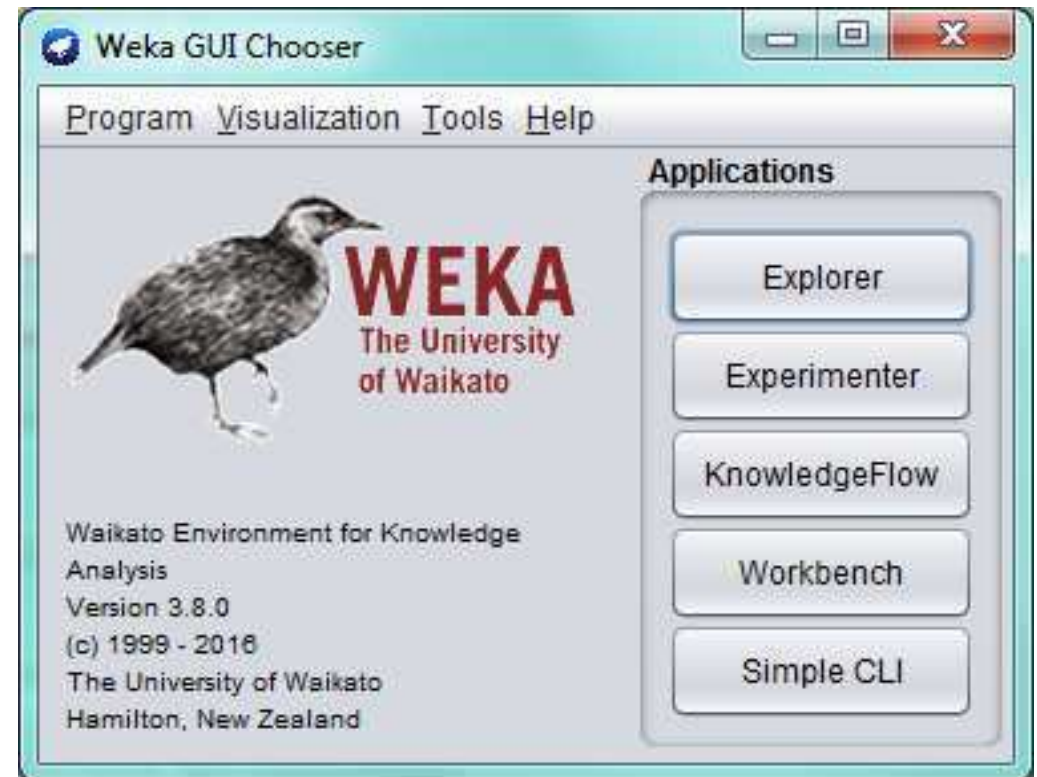 Weka GUI Chooser
Program Visualization Tools Help
Applications
WEKA
The University
of Waikato
Explorer
Experimenter
KnowledgeFlow
Workbench
Simple CLI
Waikato Environment for Knowledge
Analysis
Version 3.8.0
(c) 1999 - 2016
The University of Waikato
Hamilton, New Zealand